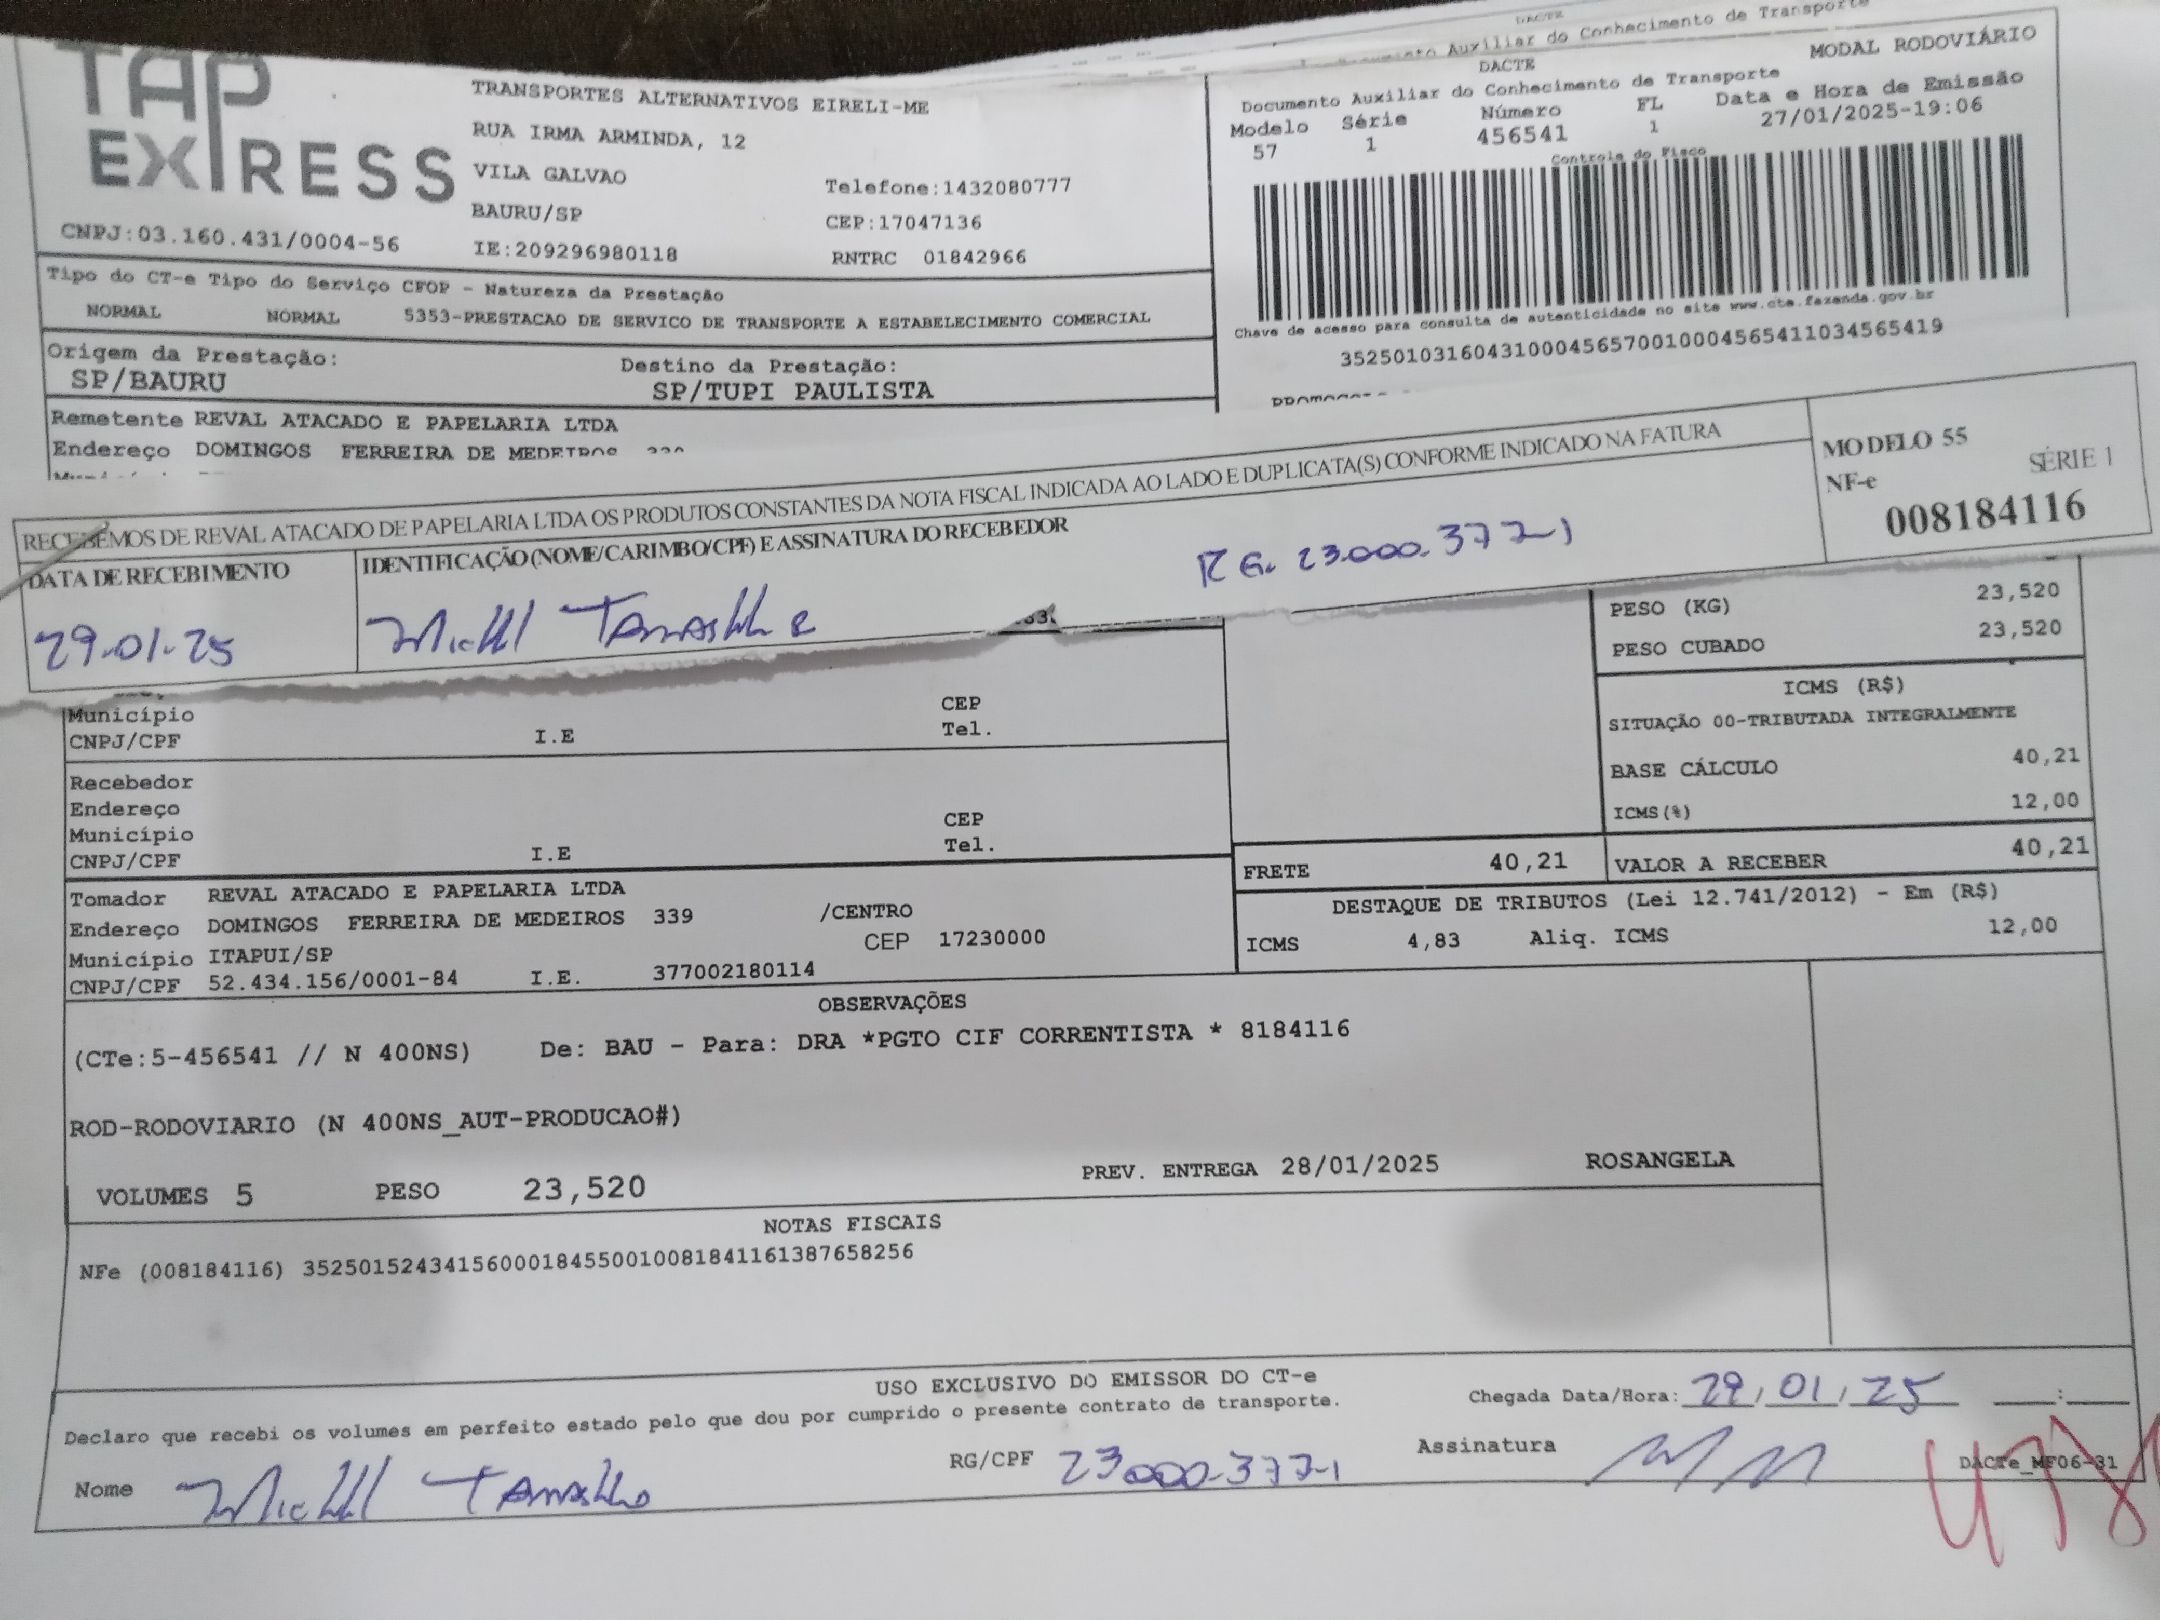 DACTE
Documento Auxiliar do Conhecimento de Transporte
TAP
EXPRESS
CNPJ:03.160.431/0004-56
TRANSPORTES ALTERNATIVOS EIRELI-ME
RUA IRMA ARMINDA, 12
VILA GALVAO
Telefone:1432080777
BAURU/SP
CEP:17047136
IE:209296980118
RNTRC 01842966
DACTE
MODAL RODOVIÁRIO
Documento Auxiliar do Conhecimento de Transporte
Modelo Série Número FL Data e Hora de Emissão
57 1 456541 1 27/01/2025-19:06
Controle do Fisco
Chave de acesso para consulta de autenticidade no site www.cte.fazenda.gov.br
35250103160431000456570010004565411034565419
Tipo do CT-e Tipo do Serviço CFOP - Natureza da Prestação
NORMAL NORMAL 5353-PRESTACAO DE SERVICO DE TRANSPORTE A ESTABELECIMENTO COMERCIAL
Origem da Prestação: Destino da Prestação:
SP/BAURU SP/TUPI PAULISTA
Remetente REVAL ATACADO E PAPELARIA LTDA
Endereço DOMINGOS FERREIRA DE MEDEIROS
RECEBEMOS DE REVAL ATACADO DE PAPELARIA LTDA OS PRODUTOS CONSTANTES DA NOTA FISCAL INDICADA AO LADO E DUPLICATA(S) CONFORME INDICADO NA FATURA
MODELO 55
NF-e SÉRIE 1
008184116
DATA DE RECEBIMENTO
IDENTIFICAÇÃO (NOME/CARIMBO/CPF) E ASSINATURA DO RECEBEDOR
RG. 23.000.377-1
29-01-25
PESO (KG) 23,520
PESO CUBADO 23,520
ICMS (R$)
SITUAÇÃO 00-TRIBUTADA INTEGRALMENTE
BASE CÁLCULO 40,21
ICMS(%) 12,00
Município CEP
CNPJ/CPF I.E Tel.
Recebedor
Endereço
Município CEP
CNPJ/CPF I.E Tel.
FRETE 40,21 VALOR A RECEBER 40,21
DESTAQUE DE TRIBUTOS (Lei 12.741/2012) - Em (R$)
ICMS 4,83 Aliq. ICMS 12,00
Tomador REVAL ATACADO E PAPELARIA LTDA
Endereço DOMINGOS FERREIRA DE MEDEIROS 339 /CENTRO
Município ITAPUI/SP CEP 17230000
CNPJ/CPF 52.434.156/0001-84 I.E. 377002180114
OBSERVAÇÕES
(CTe:5-456541 // N 400NS) De: BAU - Para: DRA *PGTO CIF CORRENTISTA * 8184116
ROD-RODOVIARIO (N 400NS_AUT-PRODUCAO#)
VOLUMES 5 PESO 23,520 PREV. ENTREGA 28/01/2025 ROSANGELA
NOTAS FISCAIS
NFe (008184116) 35250152434156000184550010081841161387658256
USO EXCLUSIVO DO EMISSOR DO CT-e
Declaro que recebi os volumes em perfeito estado pelo que dou por cumprido o presente contrato de transporte.
Chegada Data/Hora: 29/01/25 :
Nome
RG/CPF 23000.377-1
Assinatura
DACTe_MF06-31